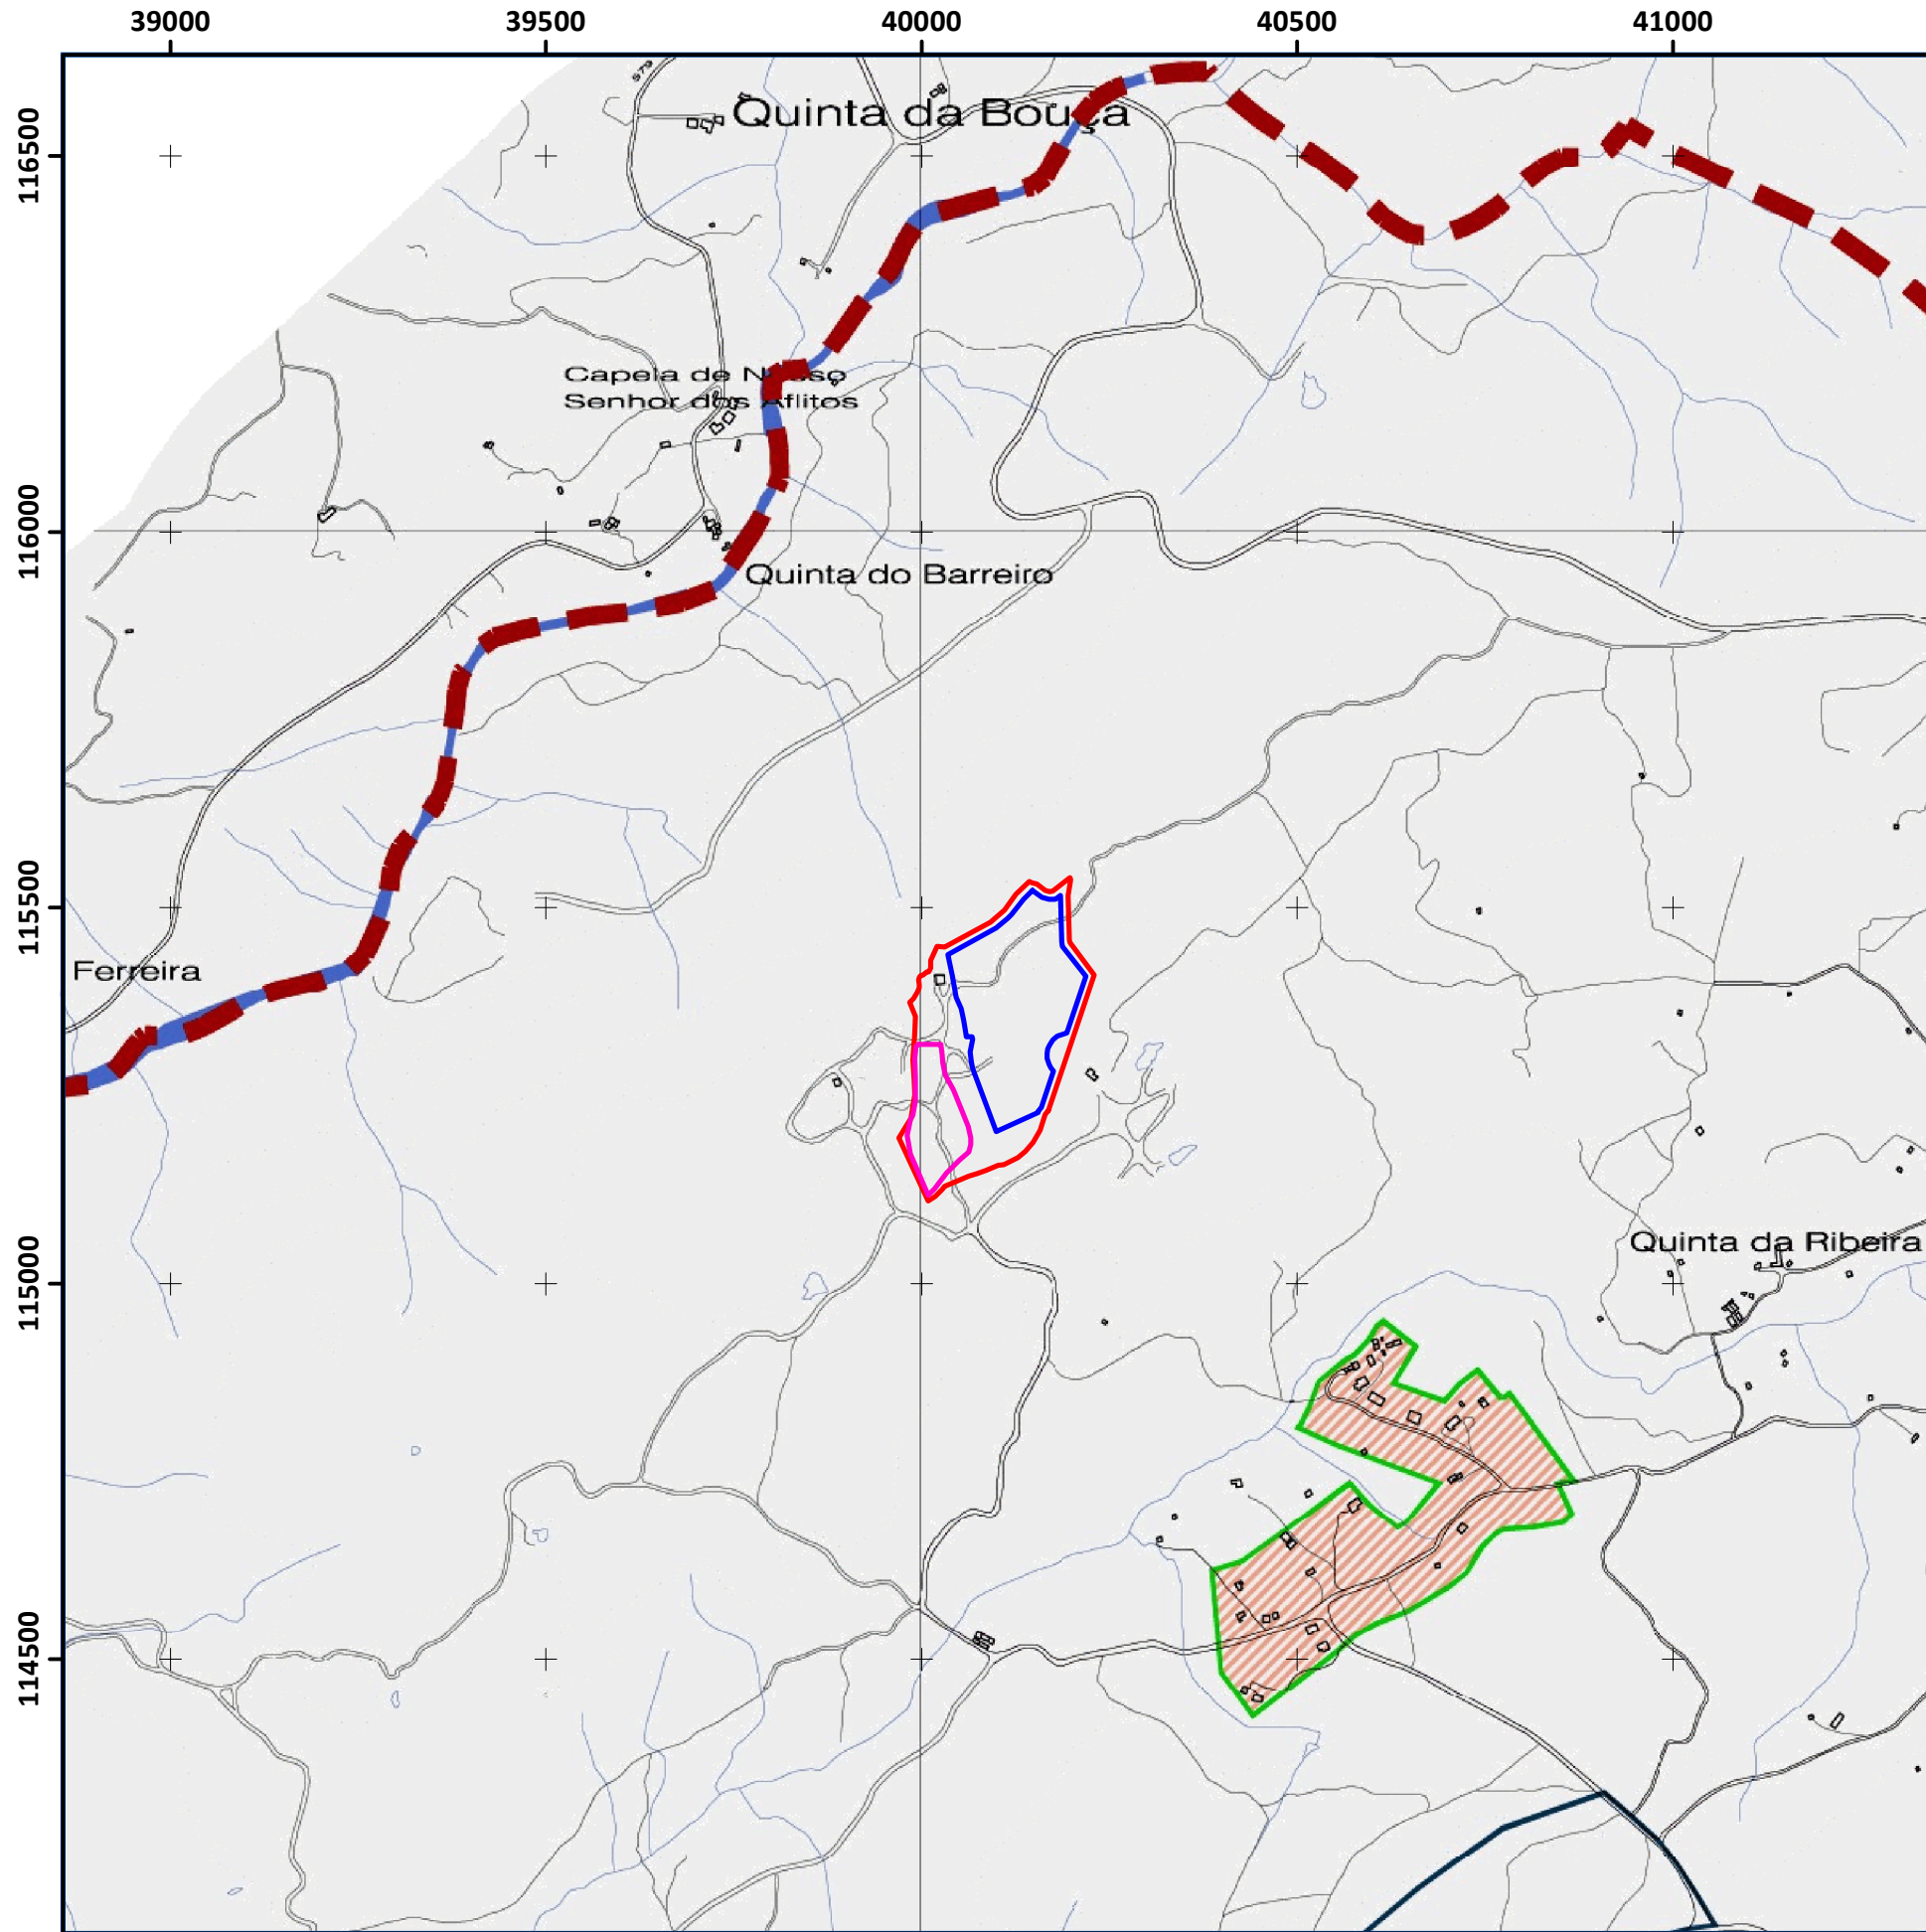 39000 39500 40000 40500 41000
579
Quinta da Bouça
116500
Capela de Nosso
Senhor dos Aflitos
116000
Quinta do Barreiro
115500
Ferreira
Quinta da Ribeira
115000
114500